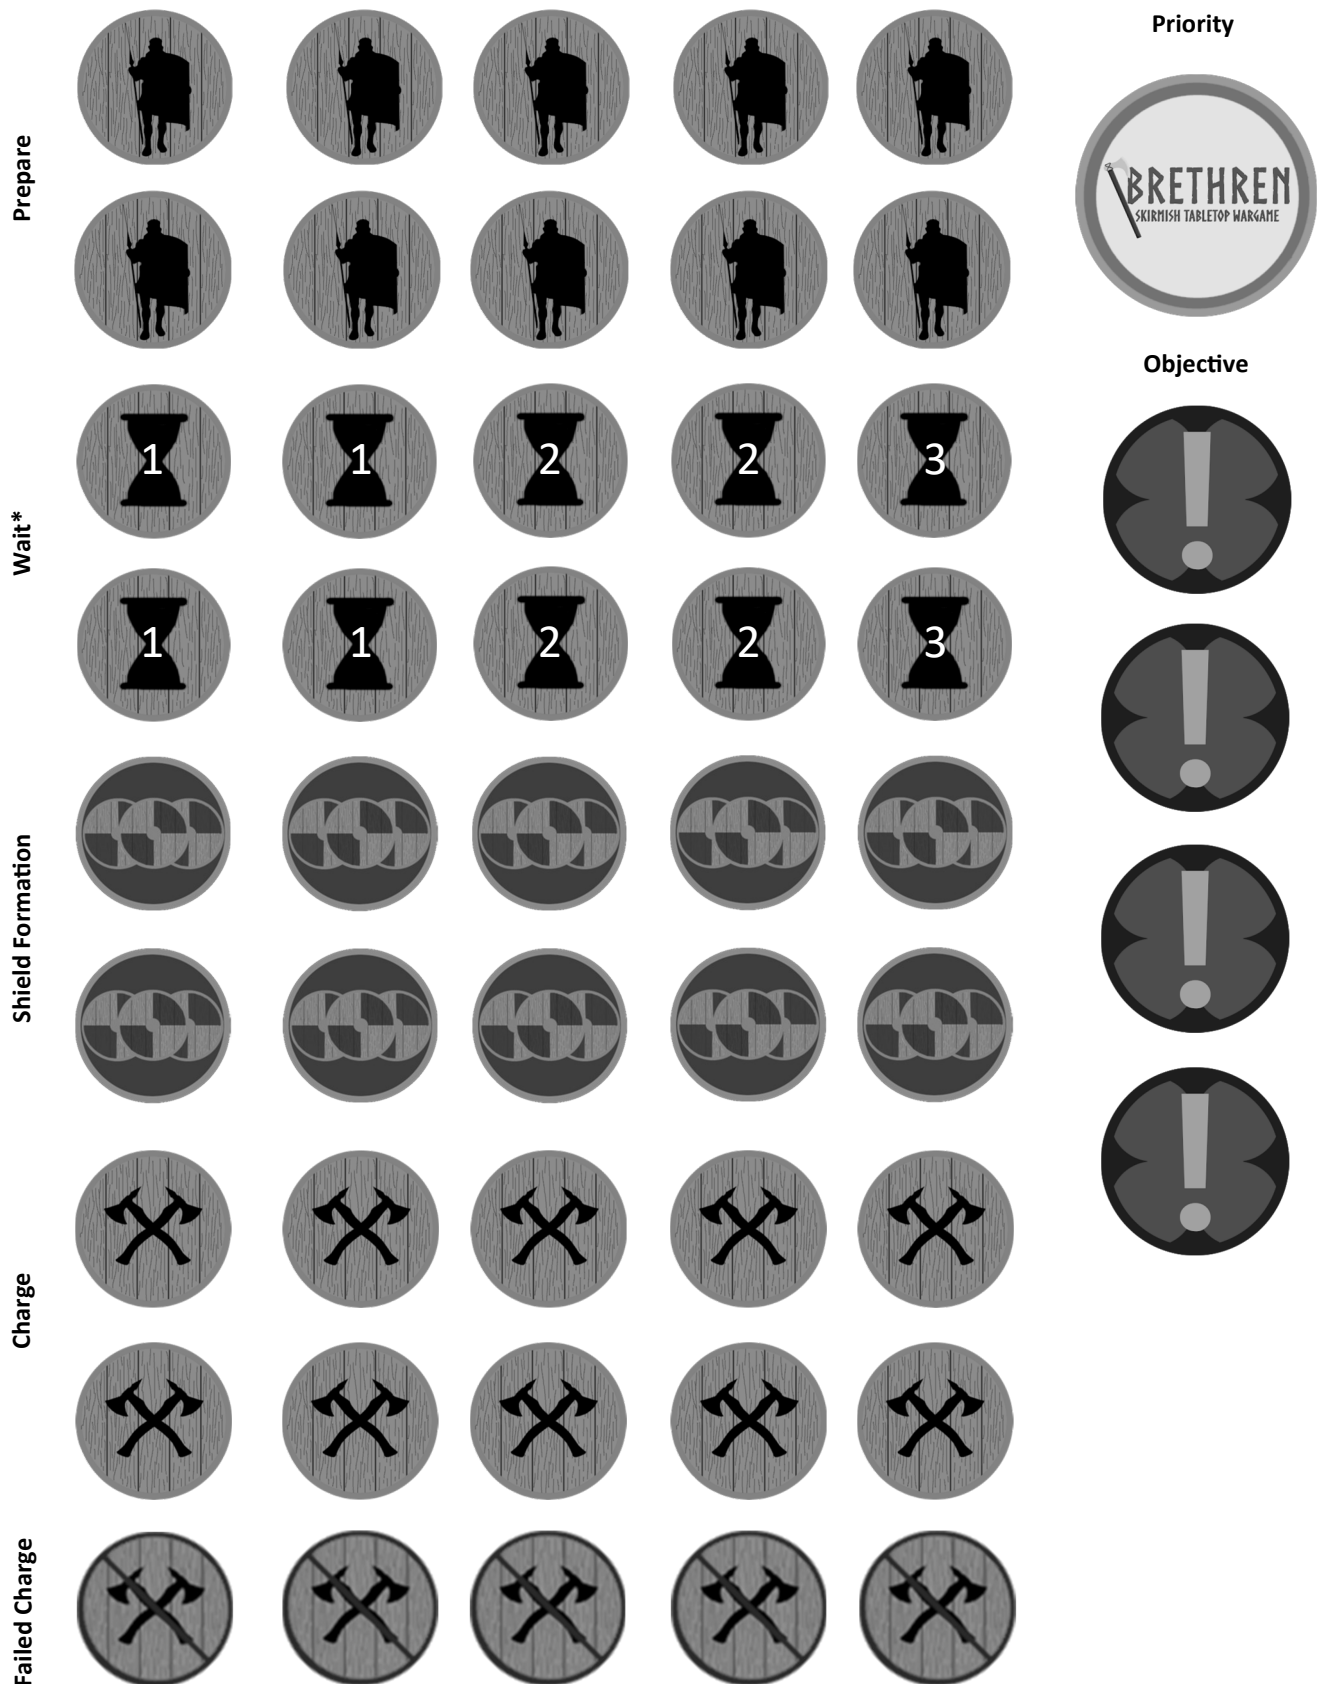 Priority
Prepare
BRETHREN
SKIRMISH TABLETOP WARGAME
Objective
Wait*
1 1 2 2 3
1 1 2 2 3
Shield Formation
Charge
Failed Charge